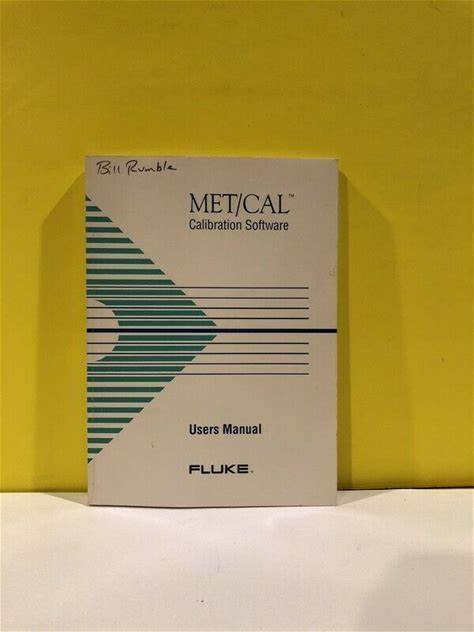 Bill Rumble
MET/CAL™
Calibration Software
Users Manual
FLUKE®